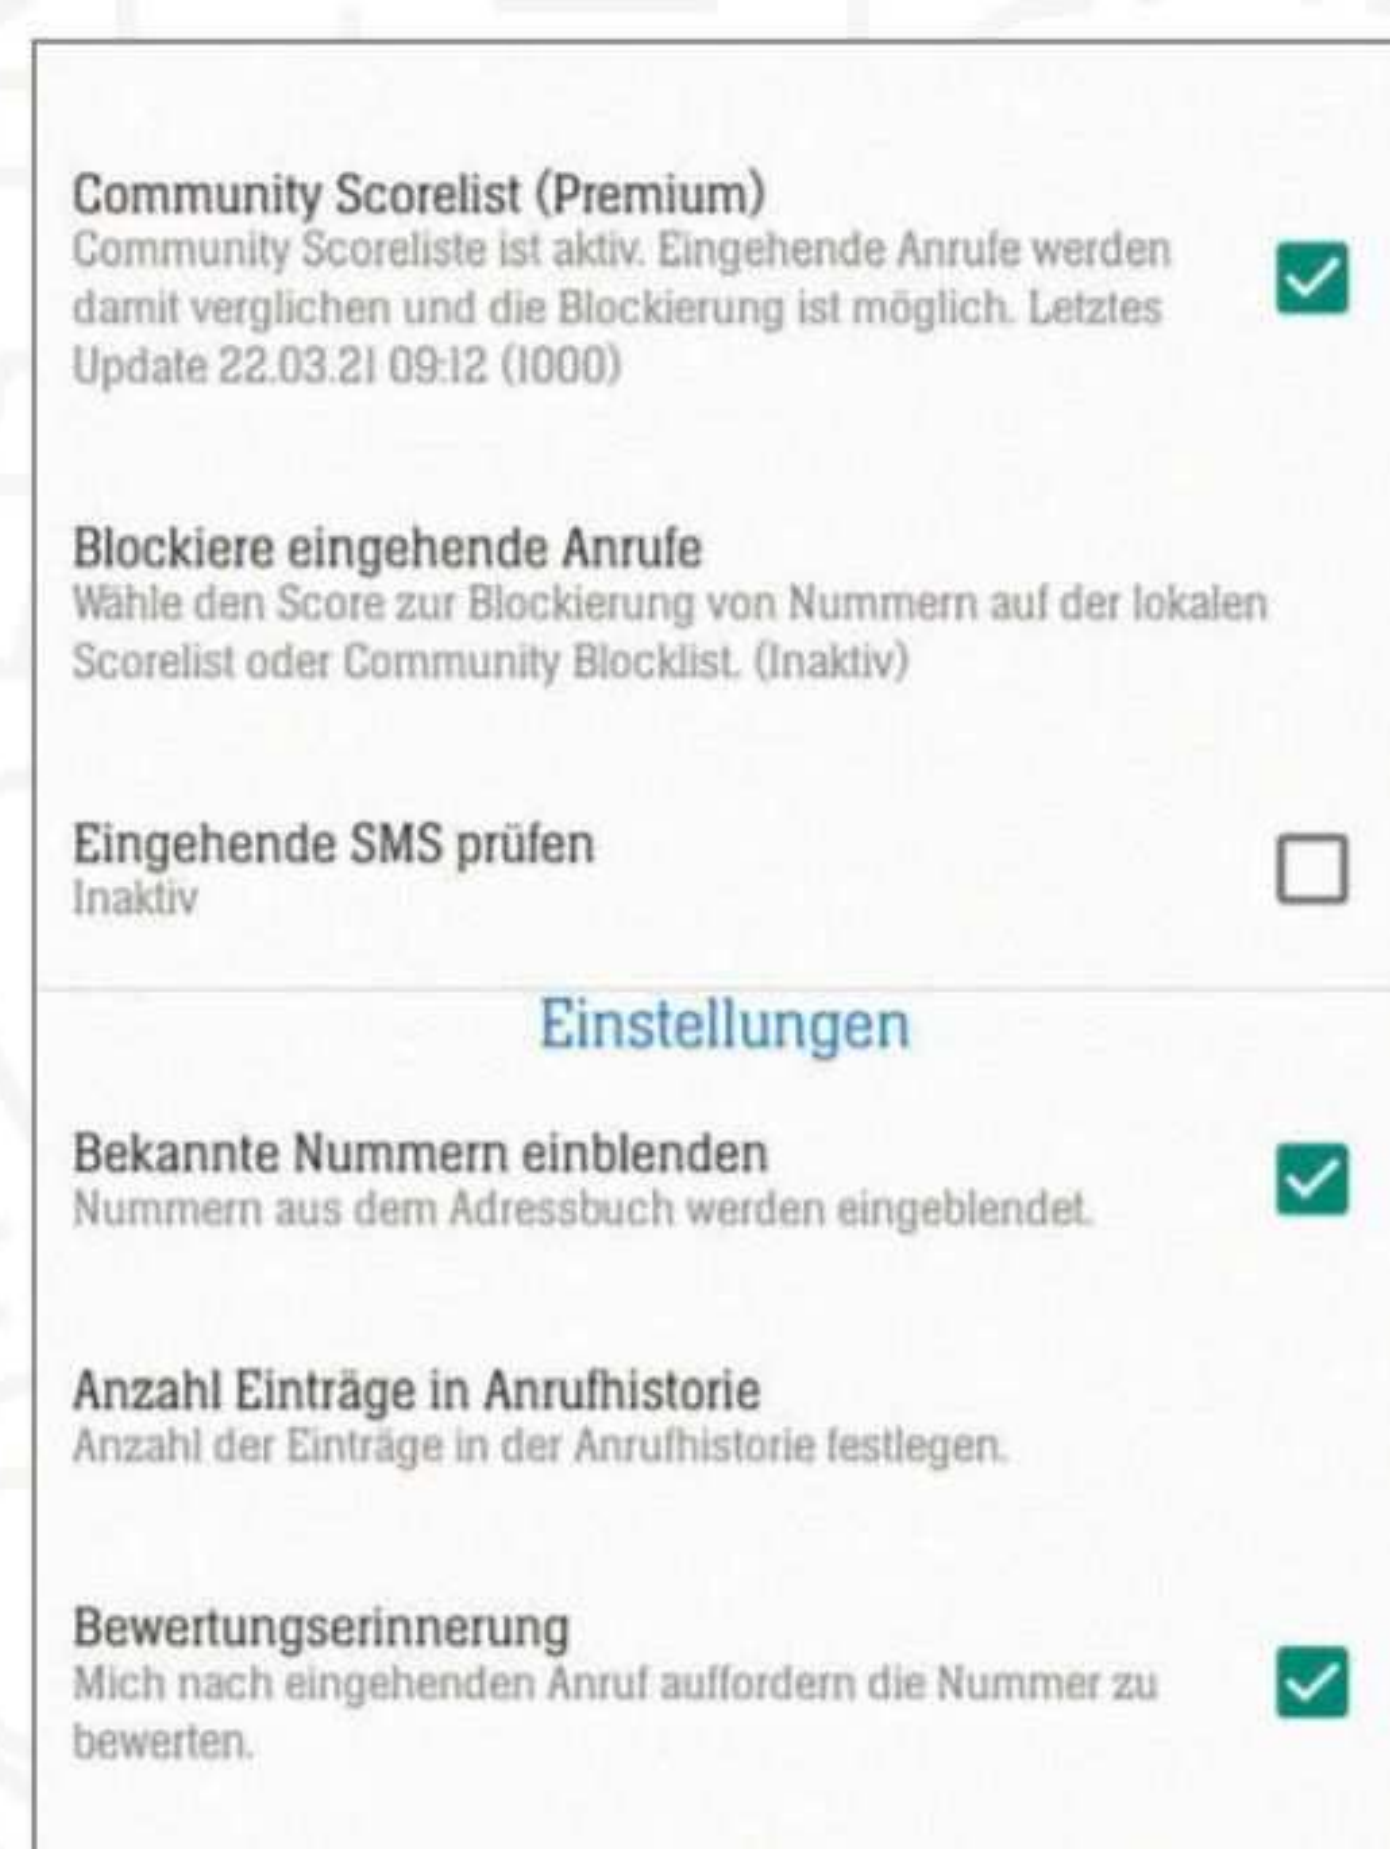 Community Scorelist (Premium)
Community Scoreliste ist aktiv. Eingehende Anrufe werden
damit verglichen und die Blockierung ist möglich. Letztes
Update 22.03.21 09:12 (1000)
Blockiere eingehende Anrufe
Wähle den Score zur Blockierung von Nummern auf der lokalen
Scorelist oder Community Blocklist. (Inaktiv)
Eingehende SMS prüfen
Inaktiv
Einstellungen
Bekannte Nummern einblenden
Nummern aus dem Adressbuch werden eingeblendet.
Anzahl Einträge in Anrufhistorie
Anzahl der Einträge in der Anrufhistorie festlegen.
Bewertungserinnerung
Mich nach eingehenden Anruf auffordern die Nummer zu
bewerten.